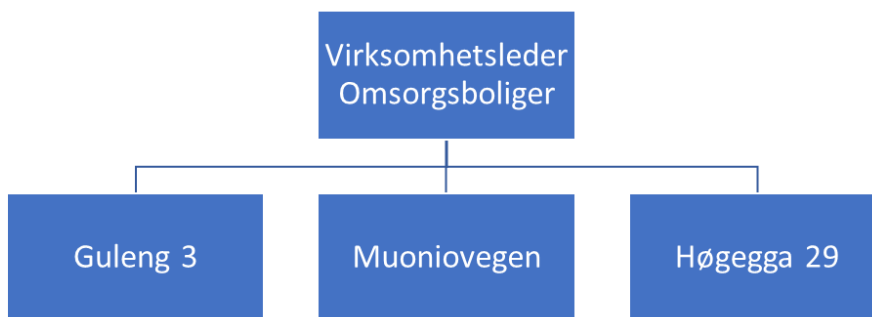 Virksomhetsleder
Omsorgsboliger
Guleng 3
Muoniovegen
Høgegga 29